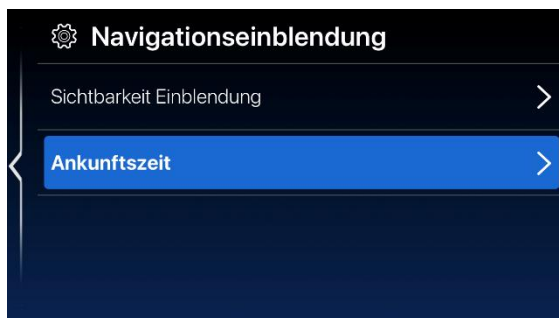 Navigationseinblendung
Sichtbarkeit Einblendung
Ankunftszeit